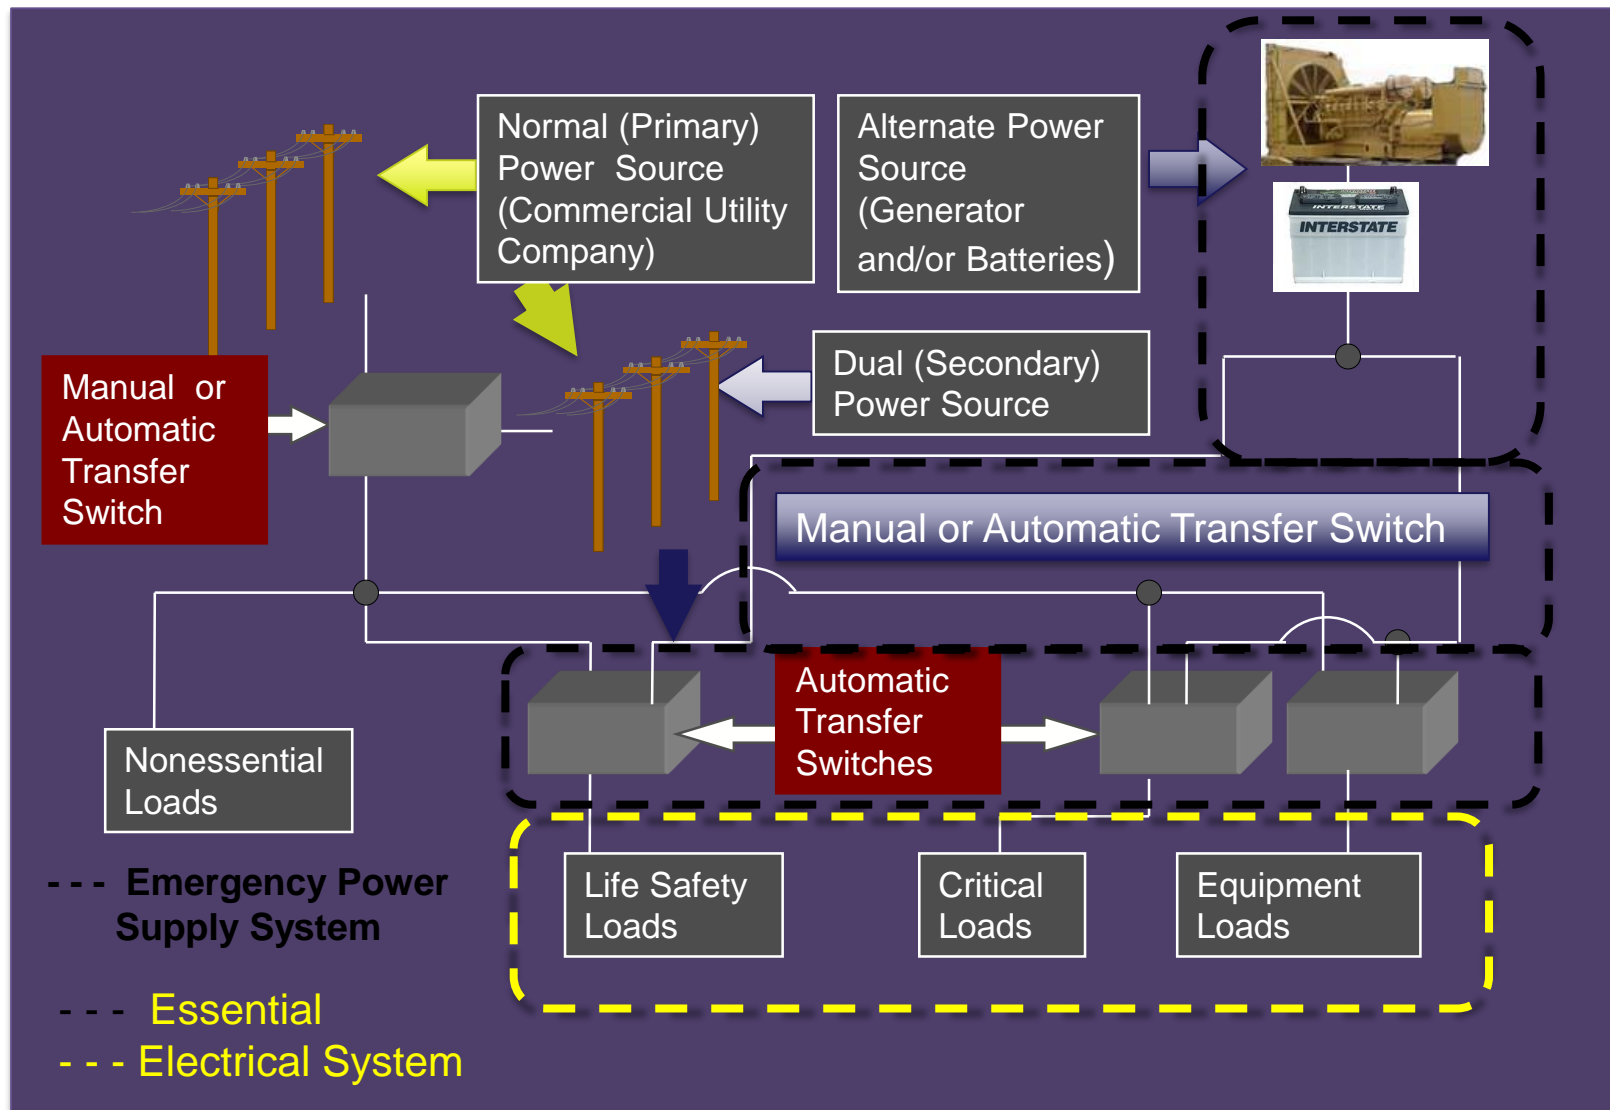 Normal (Primary)
Power Source
(Commercial Utility
Company)
Alternate Power
Source
(Generator
and/or Batteries)
INTERSTATE
INTERSTATE
Manual or
Automatic
Transfer
Switch
Dual (Secondary)
Power Source
Manual or Automatic Transfer Switch
Automatic
Transfer
Switches
Nonessential
Loads
Life Safety
Loads
Critical
Loads
Equipment
Loads
- - - Emergency Power
Supply System
- - - Essential
- - - Electrical System